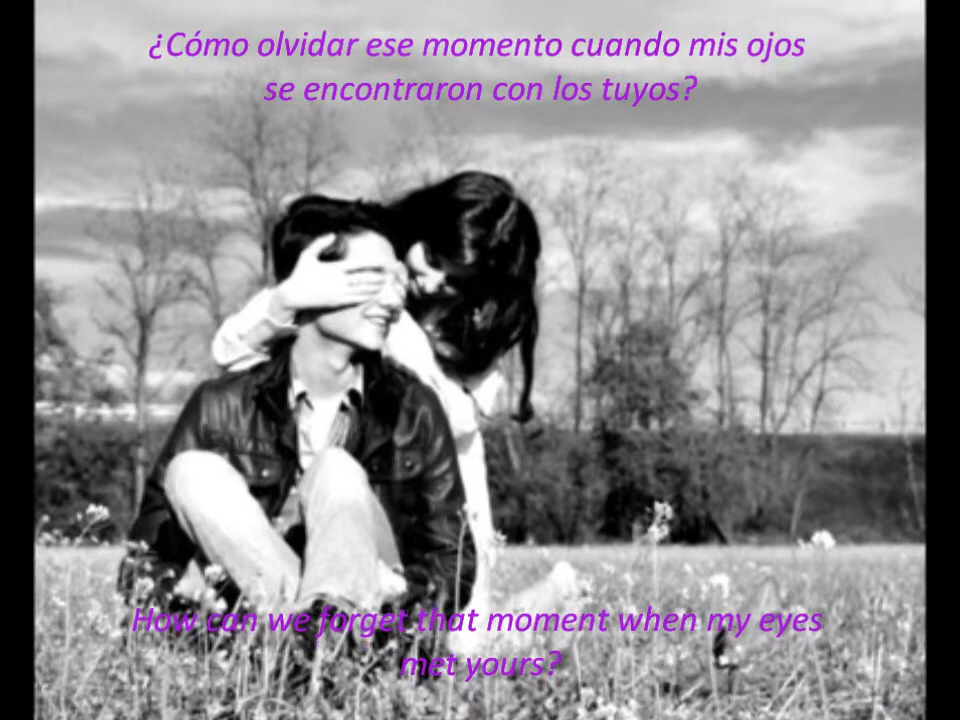 ¿Cómo olvidar ese momento cuando mis ojos
se encontraron con los tuyos?
How can we forget that moment when my eyes
met yours?